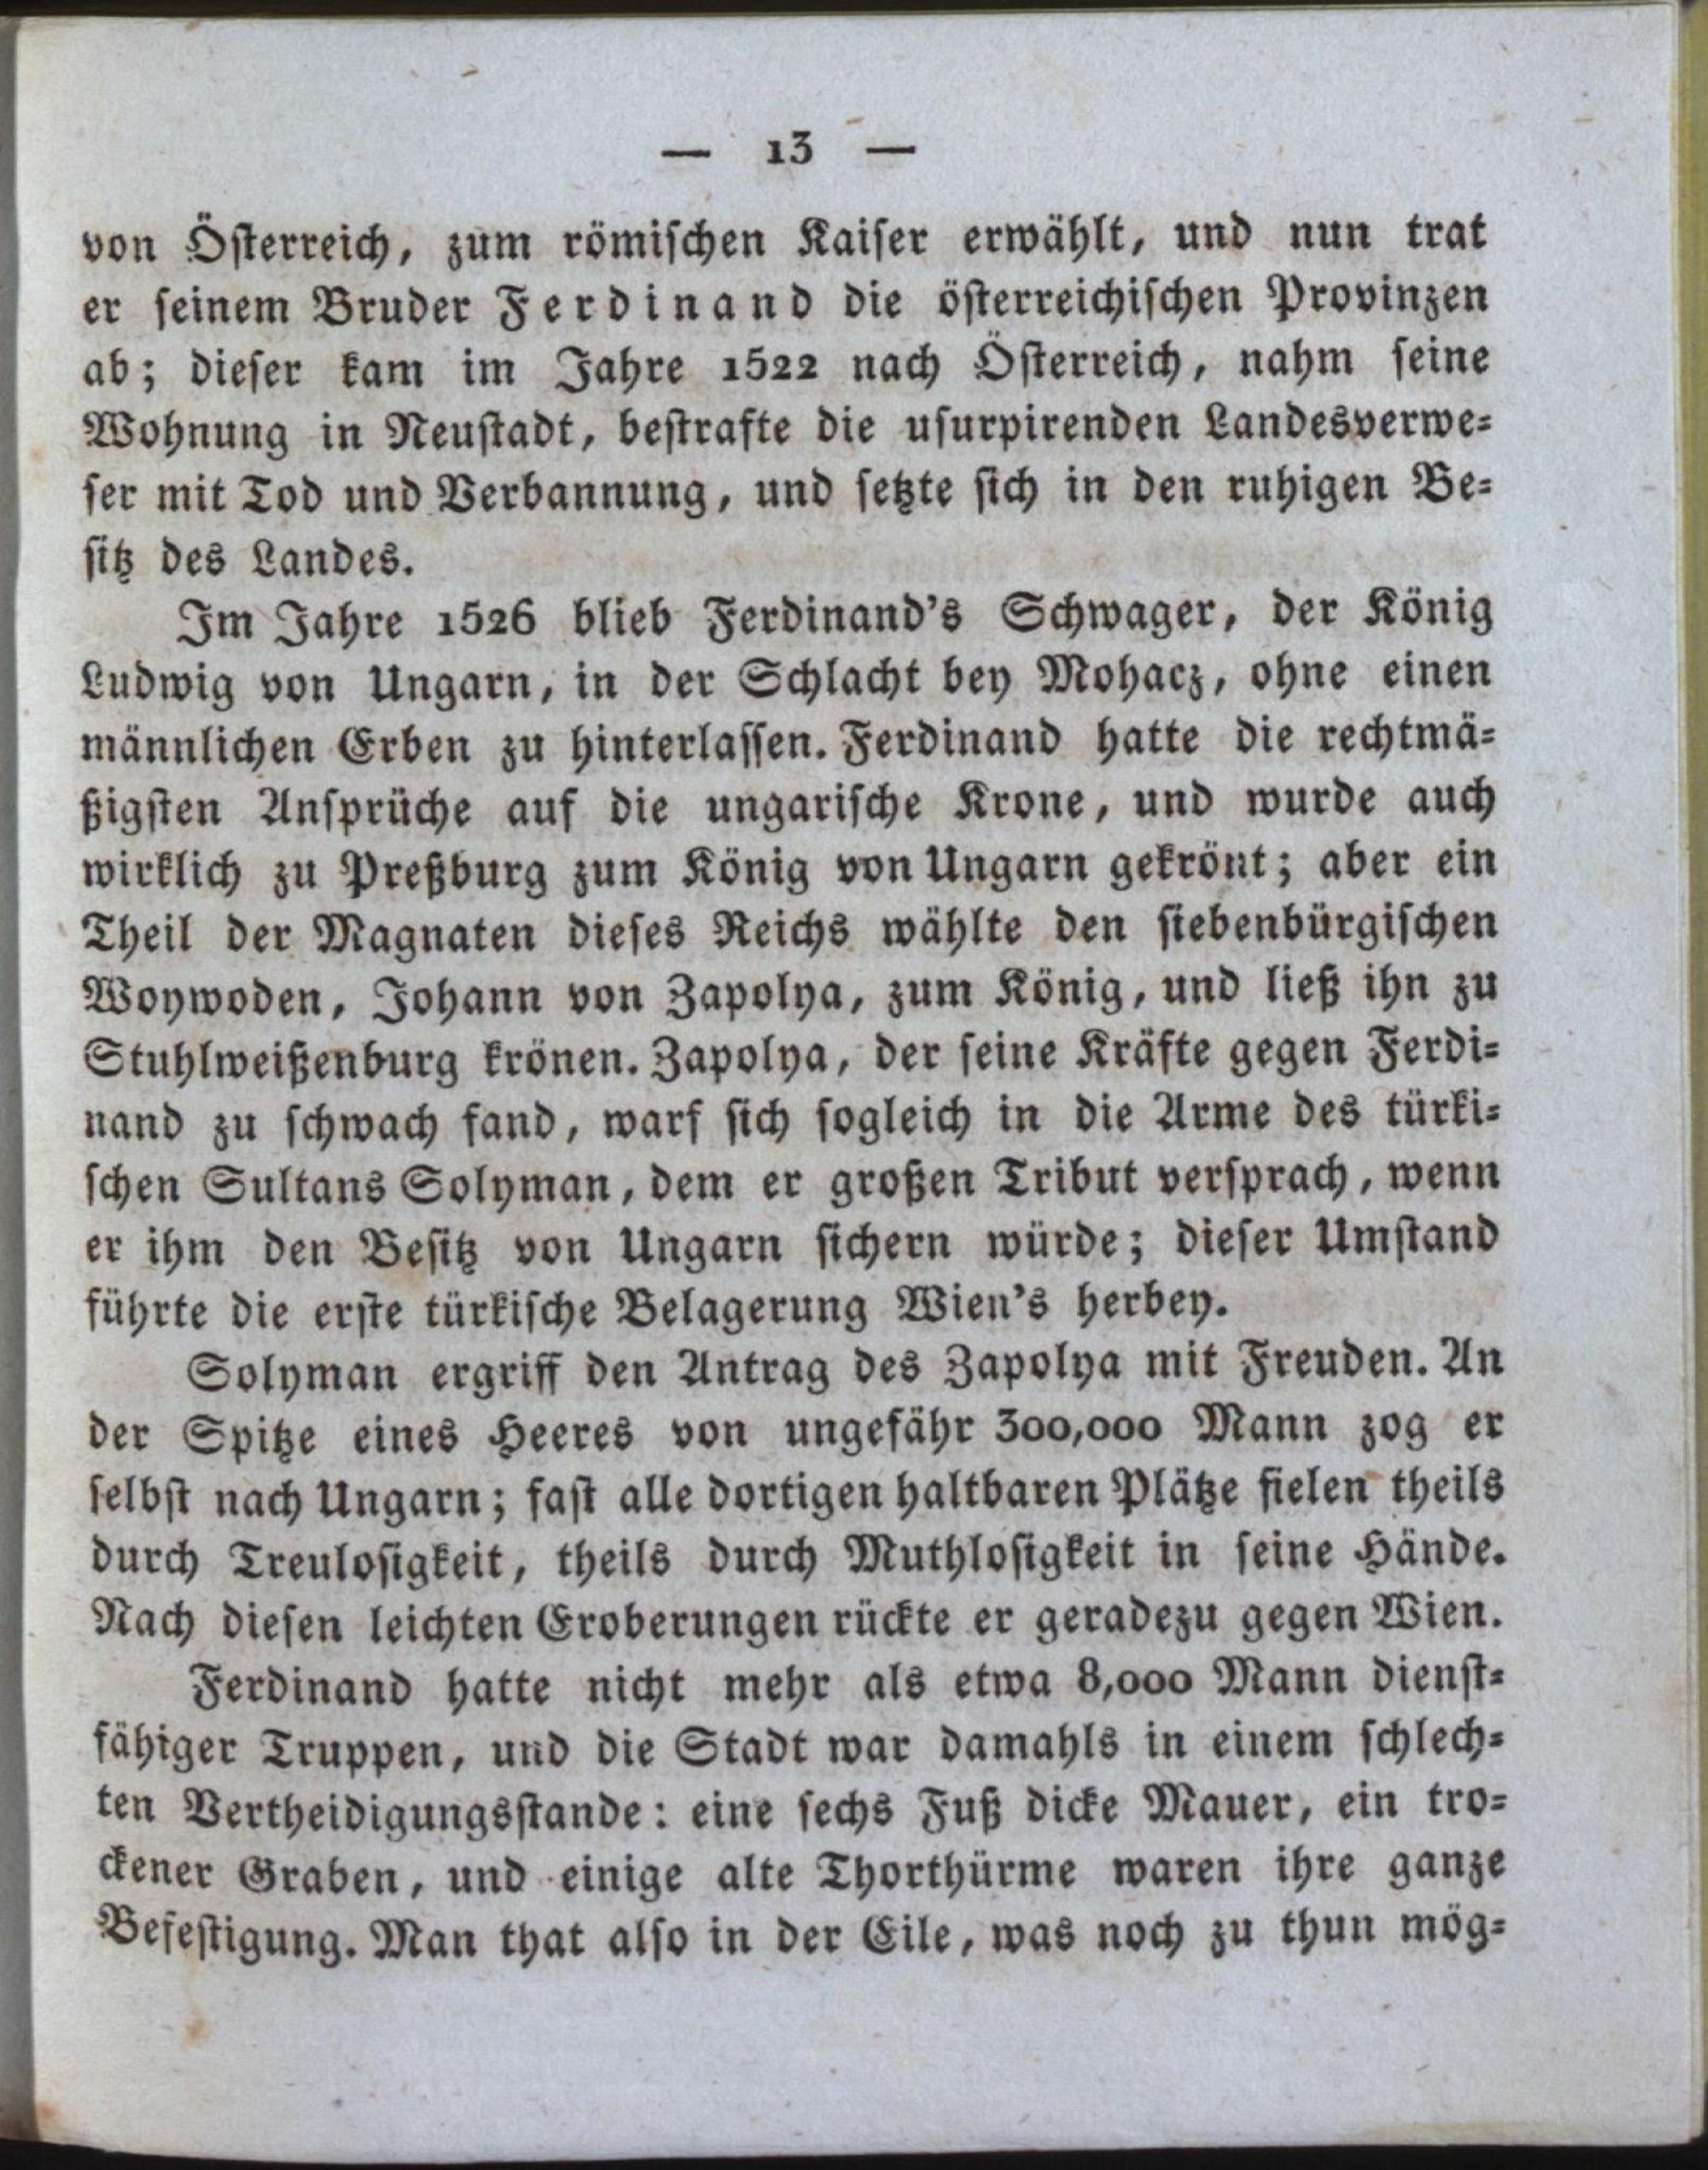 — 13 —
von Österreich, zum römischen Kaiser erwählt, und nun trat
er seinem Bruder Ferdinand die österreichischen Provinzen
ab; dieser kam im Jahre 1522 nach Österreich, nahm seine
Wohnung in Neustadt, bestrafte die usurpirenden Landesverwe-
ser mit Tod und Verbannung, und setzte sich in den ruhigen Be-
sitz des Landes.
Im Jahre 1526 blieb Ferdinand's Schwager, der König
Ludwig von Ungarn, in der Schlacht bey Mohacz, ohne einen
männlichen Erben zu hinterlassen. Ferdinand hatte die rechtmä-
ßigsten Ansprüche auf die ungarische Krone, und wurde auch
wirklich zu Preßburg zum König von Ungarn gekrönt; aber ein
Theil der Magnaten dieses Reichs wählte den siebenbürgischen
Woywoden, Johann von Zapolya, zum König, und ließ ihn zu
Stuhlweißenburg krönen. Zapolya, der seine Kräfte gegen Ferdi-
nand zu schwach fand, warf sich sogleich in die Arme des türki-
schen Sultans Solyman, dem er großen Tribut versprach, wenn
er ihm den Besitz von Ungarn sichern würde; dieser Umstand
führte die erste türkische Belagerung Wien's herbey.
Solyman ergriff den Antrag des Zapolya mit Freuden. An
der Spitze eines Heeres von ungefähr 300,000 Mann zog er
selbst nach Ungarn; fast alle dortigen haltbaren Plätze fielen theils
durch Treulosigkeit, theils durch Muthlosigkeit in seine Hände.
Nach diesen leichten Eroberungen rückte er geradezu gegen Wien.
Ferdinand hatte nicht mehr als etwa 8,000 Mann dienst-
fähiger Truppen, und die Stadt war damahls in einem schlech-
ten Vertheidigungsstande: eine sechs Fuß dicke Mauer, ein tro-
ckener Graben, und einige alte Thorthürme waren ihre ganze
Befestigung. Man that also in der Eile, was noch zu thun mög-